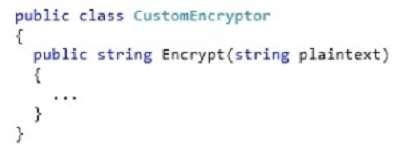 public class CustomEncryptor
{
  public string Encrypt(string plaintext)
  {
    ...
  }
}